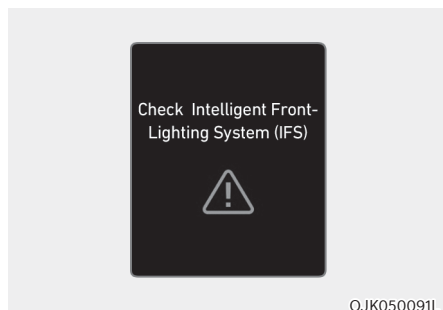 Check Intelligent Front-
Lighting System (IFS)
OJK050091L